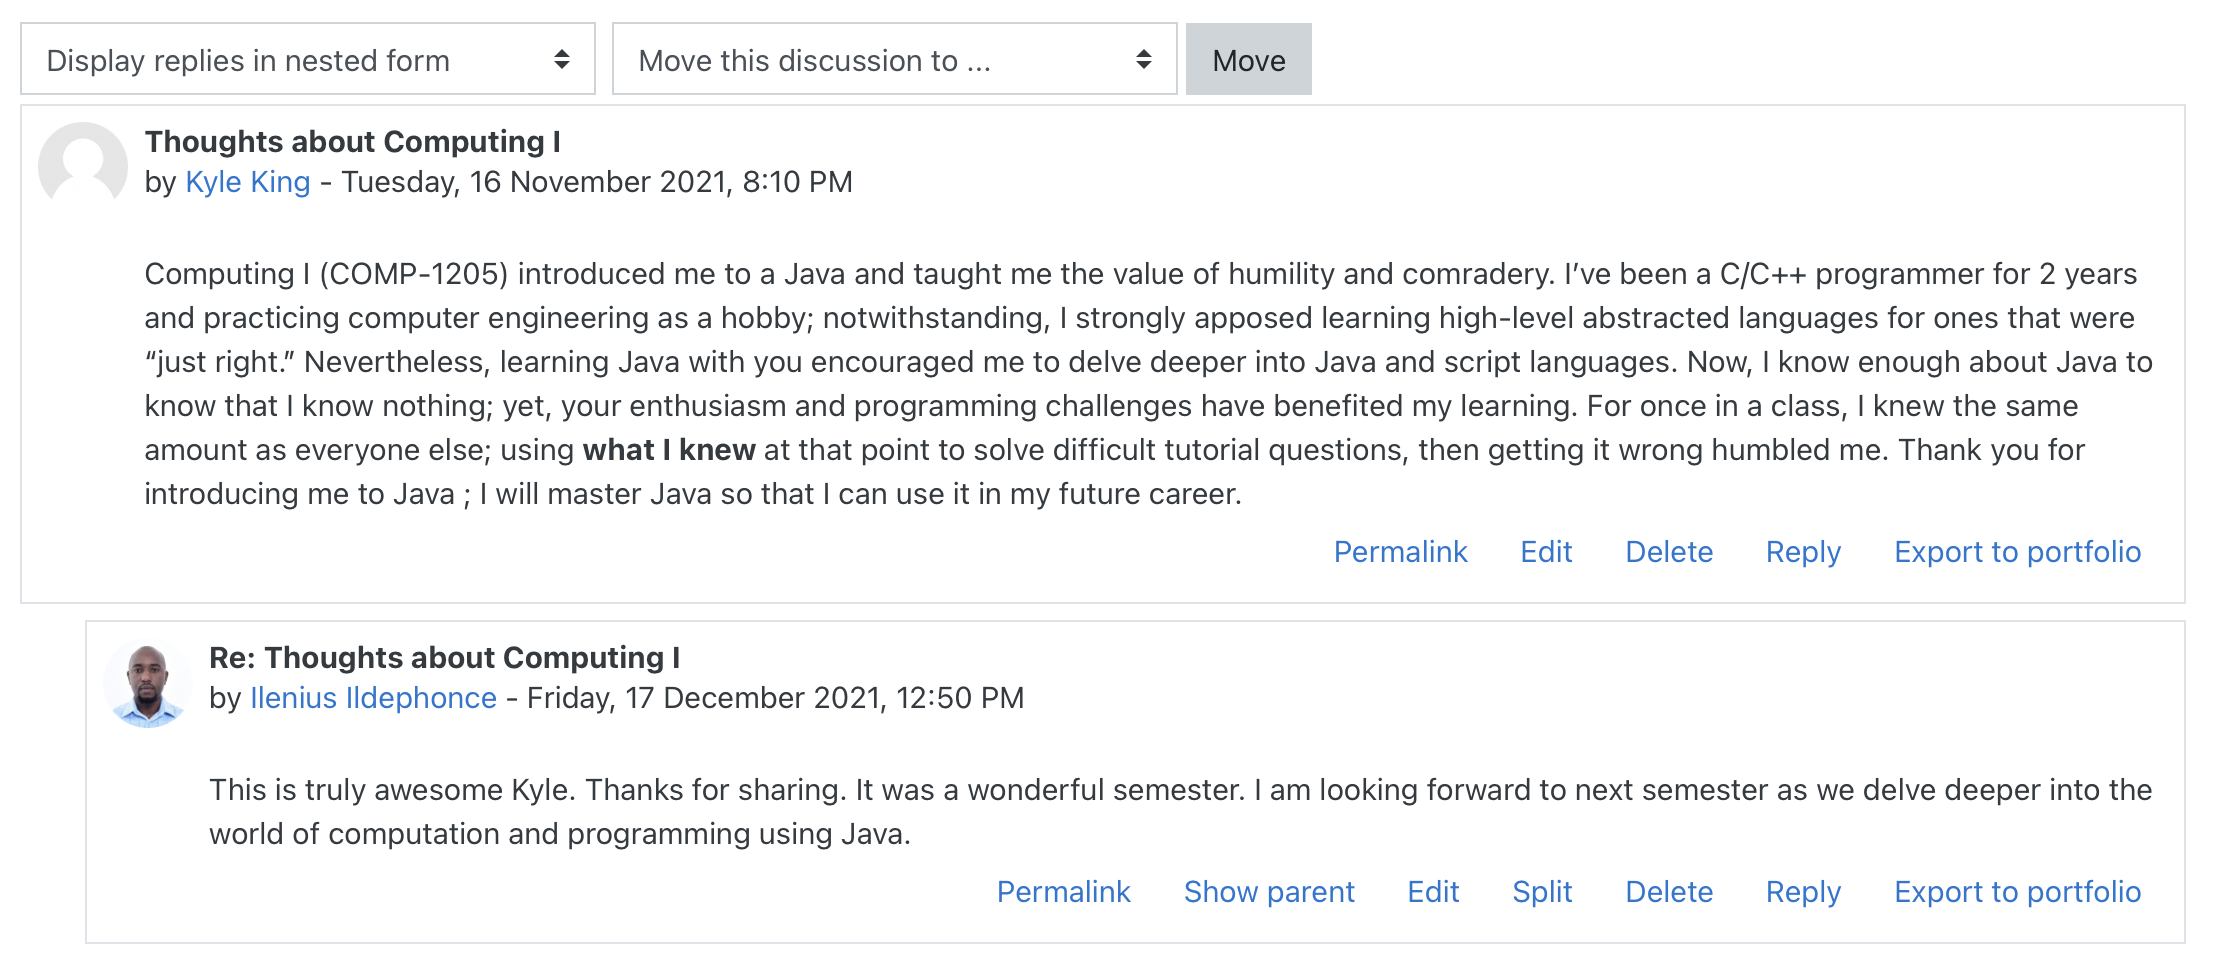 Display replies in nested form
Move this discussion to ...
Move
Thoughts about Computing I
by Kyle King - Tuesday, 16 November 2021, 8:10 PM
Computing I (COMP-1205) introduced me to a Java and taught me the value of humility and comradery. I’ve been a C/C++ programmer for 2 years
and practicing computer engineering as a hobby; notwithstanding, I strongly apposed learning high-level abstracted languages for ones that were
“just right.” Nevertheless, learning Java with you encouraged me to delve deeper into Java and script languages. Now, I know enough about Java to
know that I know nothing; yet, your enthusiasm and programming challenges have benefited my learning. For once in a class, I knew the same
amount as everyone else; using what I knew at that point to solve difficult tutorial questions, then getting it wrong humbled me. Thank you for
introducing me to Java ; I will master Java so that I can use it in my future career.
Permalink Edit Delete Reply Export to portfolio
Re: Thoughts about Computing I
by Ilenius Ildephonce - Friday, 17 December 2021, 12:50 PM
This is truly awesome Kyle. Thanks for sharing. It was a wonderful semester. I am looking forward to next semester as we delve deeper into the
world of computation and programming using Java.
Permalink Show parent Edit Split Delete Reply Export to portfolio